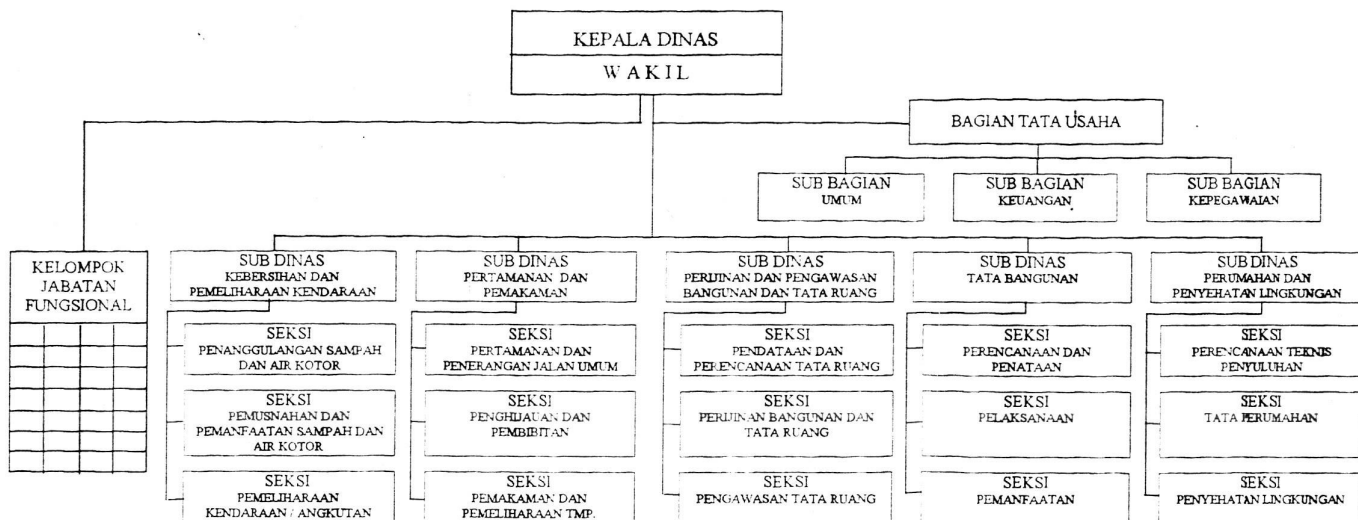 KEPALA DINAS
W A K I L
BAGIAN TATA USAHA
SUB BAGIAN
UMUM
SUB BAGIAN
KEUANGAN
SUB BAGIAN
KEPEGAWAIAN
KELOMPOK
JABATAN
FUNGSIONAL
SUB DINAS
KEBERSIHAN DAN
PEMELIHARAAN KENDARAAN
SEKSI
PENANGGULANGAN SAMPAH
DAN AIR KOTOR
SEKSI
PEMUSNAHAN DAN
PEMANFAATAN SAMPAH DAN
AIR KOTOR
SEKSI
PEMELIHARAAN
KENDARAAN / ANGKUTAN
SUB DINAS
PERTAMANAN DAN
PEMAKAMAN
SEKSI
PERTAMANAN DAN
PENERANGAN JALAN UMUM
SEKSI
PENGHIJAUAN DAN
PEMBIBITAN
SEKSI
PEMAKAMAN DAN
PEMELIHARAAN TMP.
SUB DINAS
PERIJINAN DAN PENGAWASAN
BANGUNAN DAN TATA RUANG
SEKSI
PENDATAAN DAN
PERENCANAAN TATA RUANG
SEKSI
PERIJINAN BANGUNAN DAN
TATA RUANG
SEKSI
PENGAWASAN TATA RUANG
SUB DINAS
TATA BANGUNAN
SEKSI
PERENCANAAN DAN
PENATAAN
SEKSI
PELAKSANAAN
SEKSI
PEMANFAATAN
SUB DINAS
PERUMAHAN DAN
PENYEHATAN LINGKUNGAN
SEKSI
PERENCANAAN TEKNIS
PENYULUHAN
SEKSI
TATA PERUMAHAN
SEKSI
PENYEHATAN LINGKUNGAN